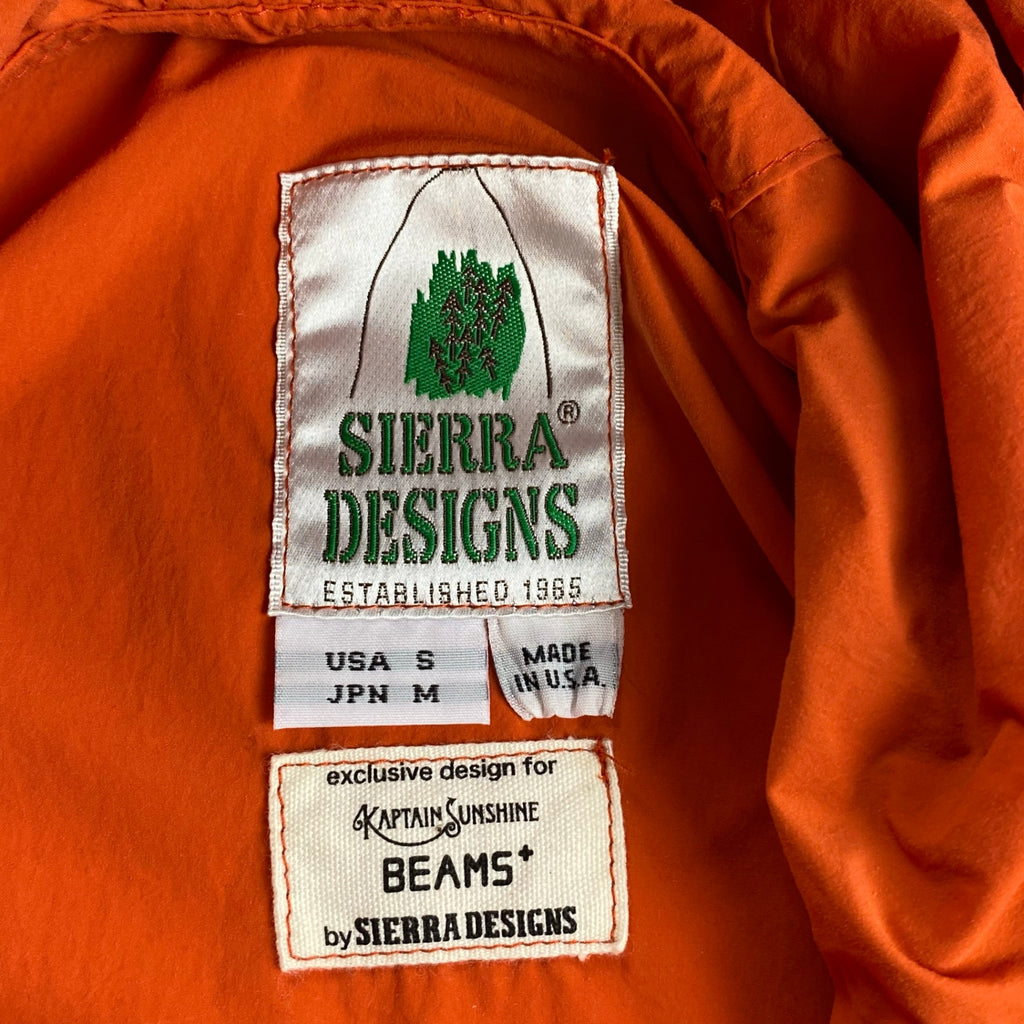 SIERRA®
DESIGNS
ESTABLISHED 1965
USA S
JPN M
MADE
IN U.S.A.
exclusive design for
KAPTAIN SUNSHINE
BEAMS+
by SIERRA DESIGNS